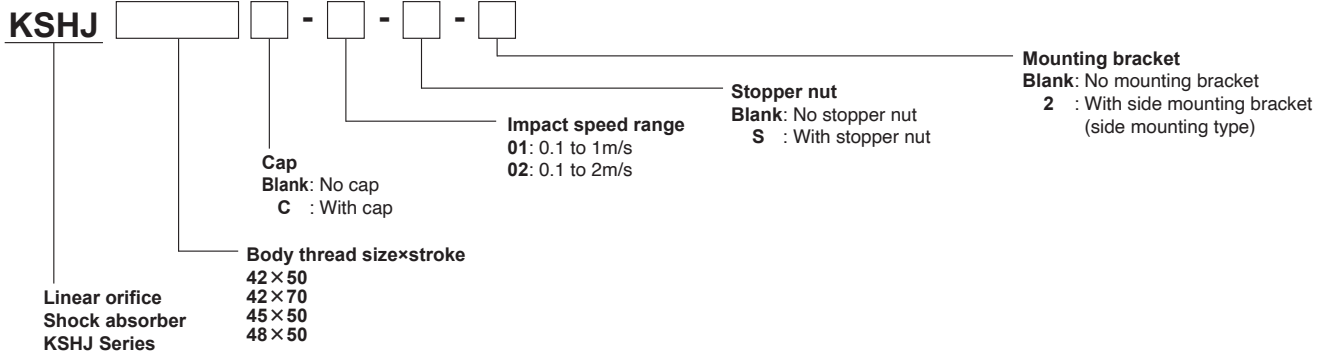 KSHJ - - -
Mounting bracket
Blank: No mounting bracket
2 : With side mounting bracket
(side mounting type)
Stopper nut
Blank: No stopper nut
S : With stopper nut
Impact speed range
01: 0.1 to 1m/s
02: 0.1 to 2m/s
Cap
Blank: No cap
C : With cap
Body thread size×stroke
42×50
42×70
45×50
48×50
Linear orifice
Shock absorber
KSHJ Series